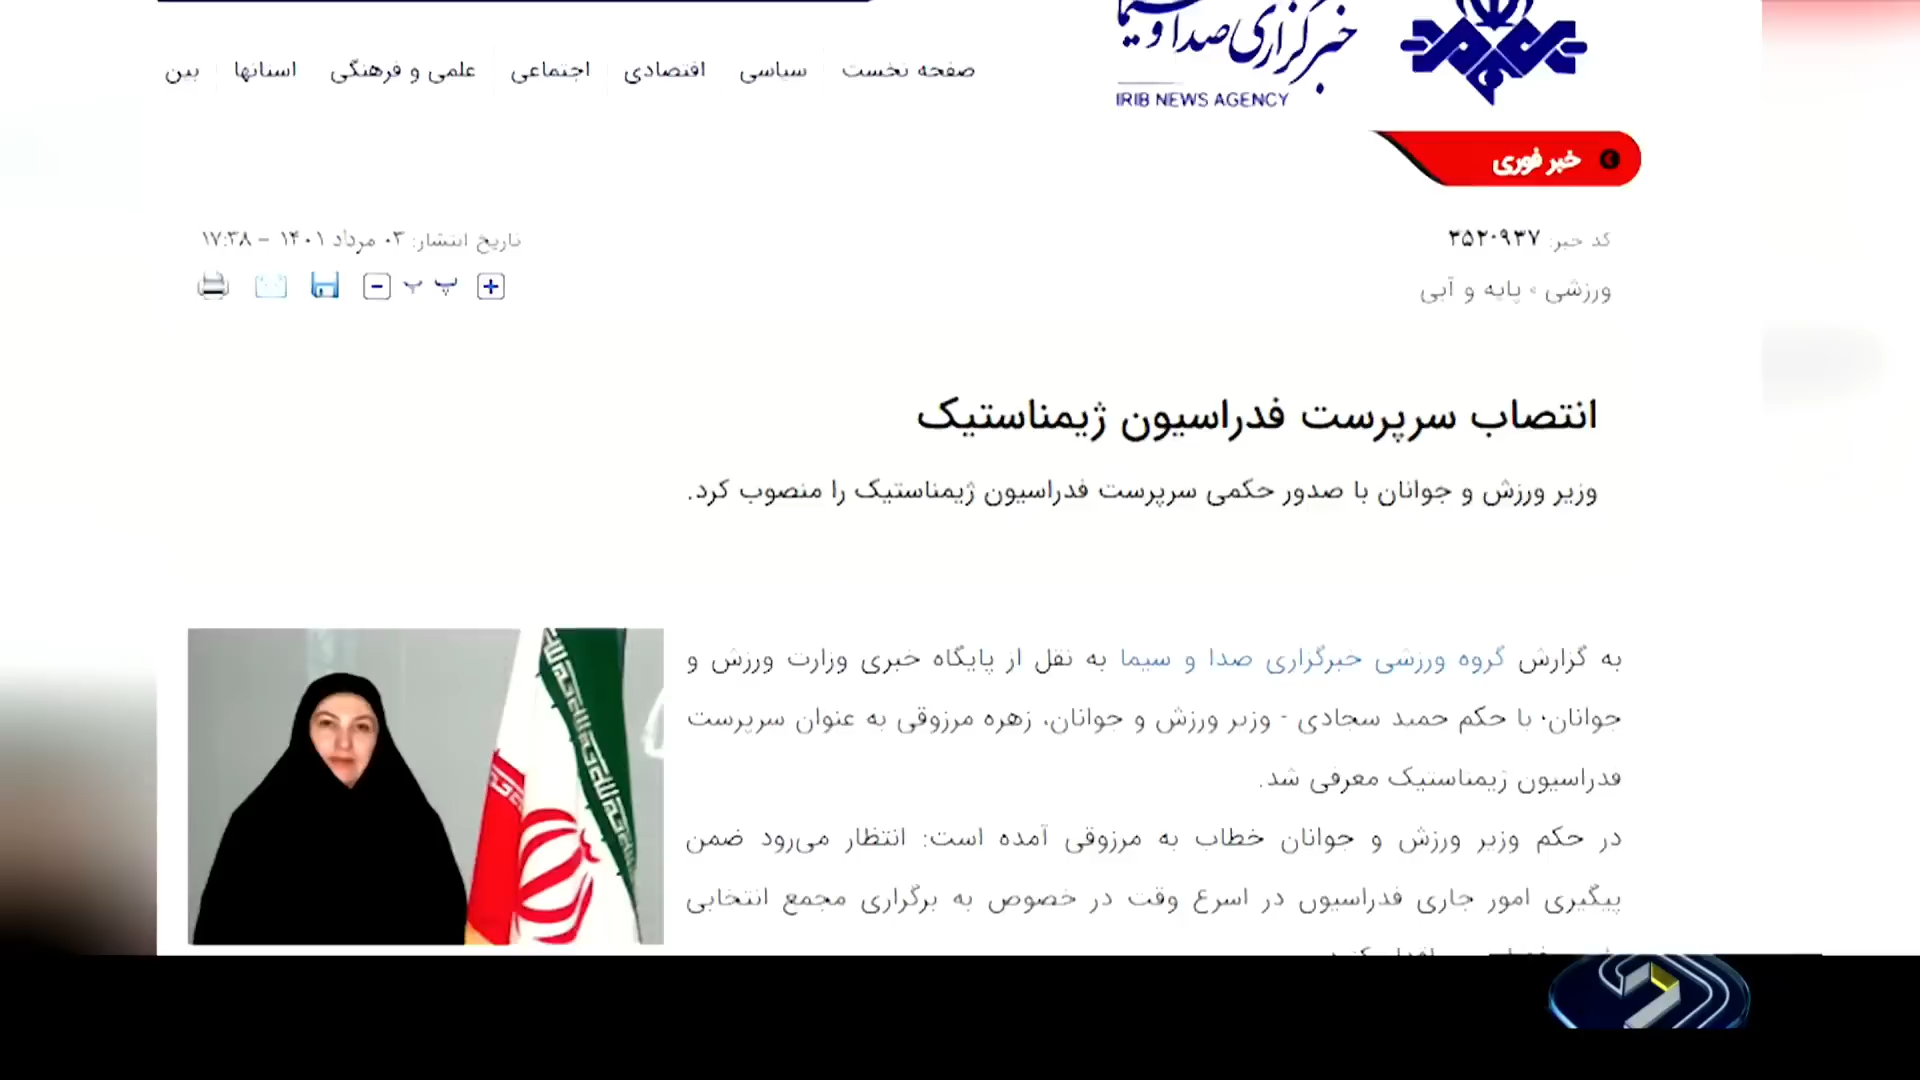 خبرگزاری صدا و سیما
IRIB NEWS AGENCY
صفحه نخست سیاسی اقتصادی اجتماعی علمی و فرهنگی استانها بین
خبر فوری
کد خبر: ۳۵۲۰۹۳۷
تاریخ انتشار: ۰۳ مرداد ۱۴۰۱ - ۱۷:۳۸
ورزشی » پایه و آبی
پ پ
انتصاب سرپرست فدراسیون ژیمناستیک
وزیر ورزش و جوانان با صدور حکمی سرپرست فدراسیون ژیمناستیک را منصوب کرد.
به گزارش گروه ورزشی خبرگزاری صدا و سیما به نقل از پایگاه خبری وزارت ورزش و
جوانان؛ با حکم حمید سجادی - وزیر ورزش و جوانان، زهره مرزوقی به عنوان سرپرست
فدراسیون ژیمناستیک معرفی شد.
در حکم وزیر ورزش و جوانان خطاب به مرزوقی آمده است: انتظار می‌رود ضمن
پیگیری امور جاری فدراسیون در اسرع وقت در خصوص به برگزاری مجمع انتخابی